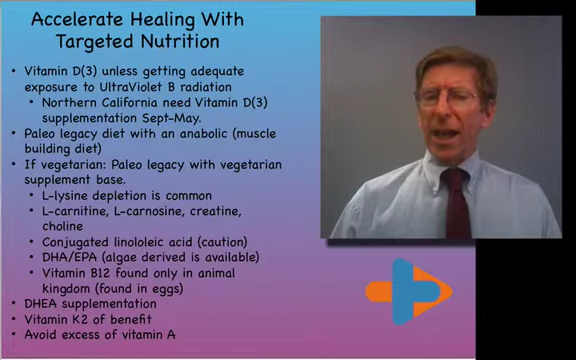 Accelerate Healing With
Targeted Nutrition
• Vitamin D(3) unless getting adequate
exposure to UltraViolet B radiation
• Northern California need Vitamin D(3)
supplementation Sept-May.
• Paleo legacy diet with an anabolic (muscle
building diet)
• If vegetarian: Paleo legacy with vegetarian
supplement base.
• L-lysine depletion is common
• L-carnitine, L-carnosine, creatine,
choline
• Conjugated linololeic acid (caution)
• DHA/EPA (algae derived is available)
• Vitamin B12 found only in animal
kingdom (found in eggs)
• DHEA supplementation
• Vitamin K2 of benefit
• Avoid excess of vitamin A